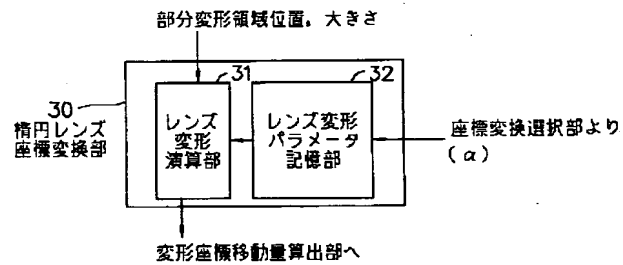 部分変形領域位置，大きさ
30
楕円レンズ
座標変換部
31
レンズ
変形
演算部
32
レンズ変形
パラメータ
記憶部
座標変換選択部より
(α)
変形座標移動量算出部へ